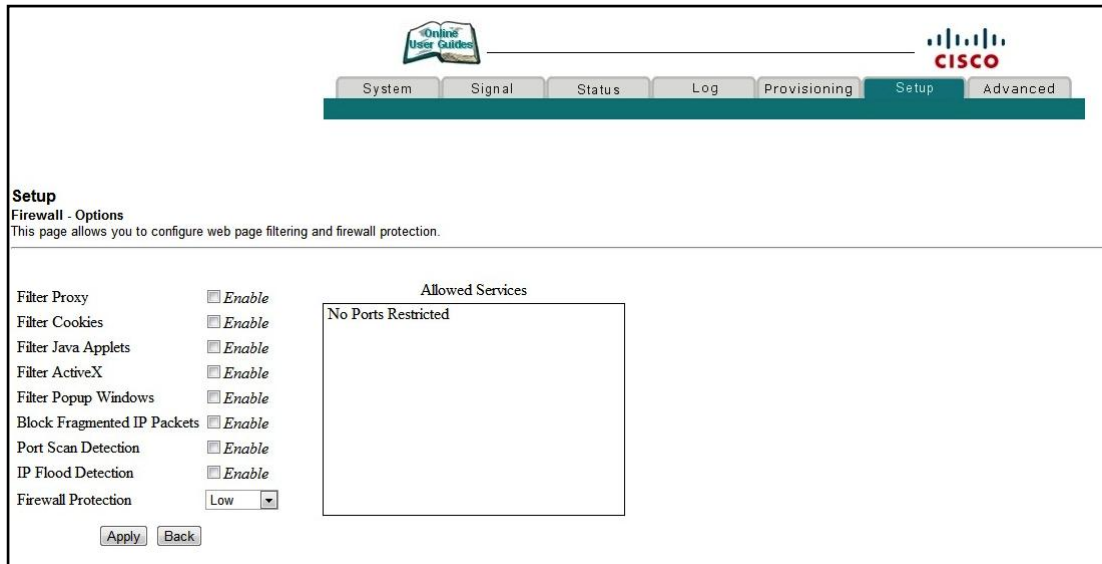 Online
User Guides
CISCO
System Signal Status Log Provisioning Setup Advanced
Setup
Firewall - Options
This page allows you to configure web page filtering and firewall protection.
Allowed Services
Filter Proxy Enable
No Ports Restricted
Filter Cookies Enable
Filter Java Applets Enable
Filter ActiveX Enable
Filter Popup Windows Enable
Block Fragmented IP Packets Enable
Port Scan Detection Enable
IP Flood Detection Enable
Firewall Protection Low
Apply Back